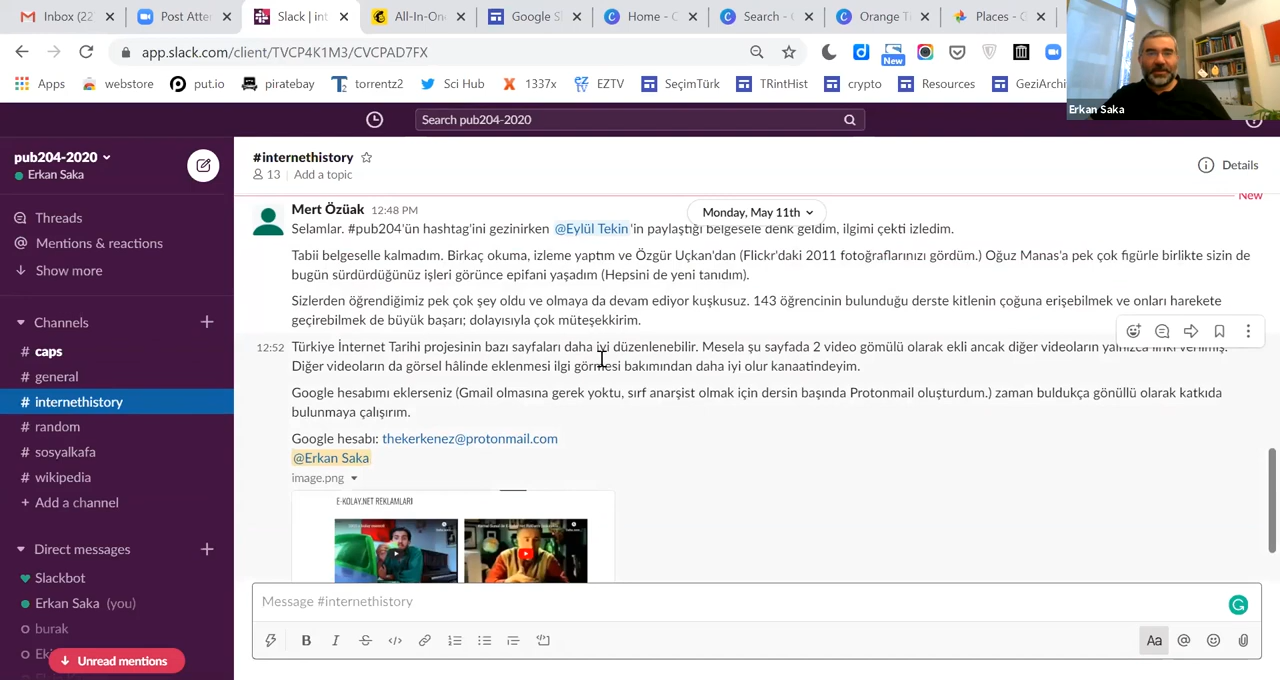 Inbox (22
Post Atter
Slack | int
All-In-On
Google S
Home - C
Search - C
Orange T
Places - G
app.slack.com/client/TVCP4K1M3/CVCPAD7FX
New
Apps
webstore
put.io
piratebay
torrentz2
Sci Hub
1337x
EZTV
SeçimTürk
TRintHist
crypto
Resources
GeziArchi
Erkan Saka
Search pub204-2020
pub204-2020
Erkan Saka
#internethistory
13 | Add a topic
Details
New
Threads
@ Mentions & reactions
Show more
Channels
# caps
# general
# internethistory
# random
# sosyalkafa
# wikipedia
+ Add a channel
Direct messages
Slackbot
Erkan Saka (you)
burak
Unread mentions
Mert Özüak 12:48 PM
Monday, May 11th
Selamlar. #pub204'ün hashtag'ini gezinirken @Eylül Tekin 'in paylaştığı belgesele denk geldim, ilgimi çekti izledim.
Tabii belgeselle kalmadım. Birkaç okuma, izleme yaptım ve Özgür Uçkan'dan (Flickr'daki 2011 fotoğraflarınızı gördüm.) Oğuz Manas'a pek çok figürle birlikte sizin de
bugün sürdürdüğünüz işleri görünce epifani yaşadım (Hepsini de yeni tanıdım).
Sizlerden öğrendiğimiz pek çok şey oldu ve olmaya da devam ediyor kuşkusuz. 143 öğrencinin bulunduğu derste kitlenin çoğuna erişebilmek ve onları harekete
geçirebilmek de büyük başarı; dolayısıyla çok müteşekkirim.
12:52 Türkiye İnternet Tarihi projesinin bazı sayfaları daha iyi düzenlenebilir. Mesela şu sayfada 2 video gömülü olarak ekli ancak diğer videoların yalnızca linki verilmiş.
Diğer videoların da görsel hâlinde eklenmesi ilgi görmesi bakımından daha iyi olur kanaatindeyim.
Google hesabımı eklerseniz (Gmail olmasına gerek yoktu, sırf anarşist olmak için dersin başında Protonmail oluşturdum.) zaman buldukça gönüllü olarak katkıda
bulunmaya çalışırım.
Google hesabı: thekerkenez@protonmail.com
@Erkan Saka
image.png
E-KOLAY.NET REKLAMLARI
Message #internethistory